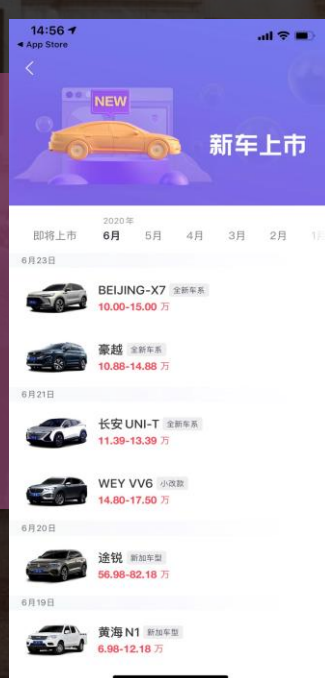 14:56
App Store
NEW
新车上市
2020年
即将上市 6月 5月 4月 3月 2月
6月23日
BEIJING-X7 全新车系
10.00-15.00 万
豪越 全新车系
10.88-14.88 万
6月21日
长安 UNI-T 全新车系
11.39-13.39 万
WEY VV6 小改款
14.80-17.50 万
6月20日
途锐 新加车型
56.98-82.18 万
6月19日
黄海 N1 新加车型
6.98-12.18 万